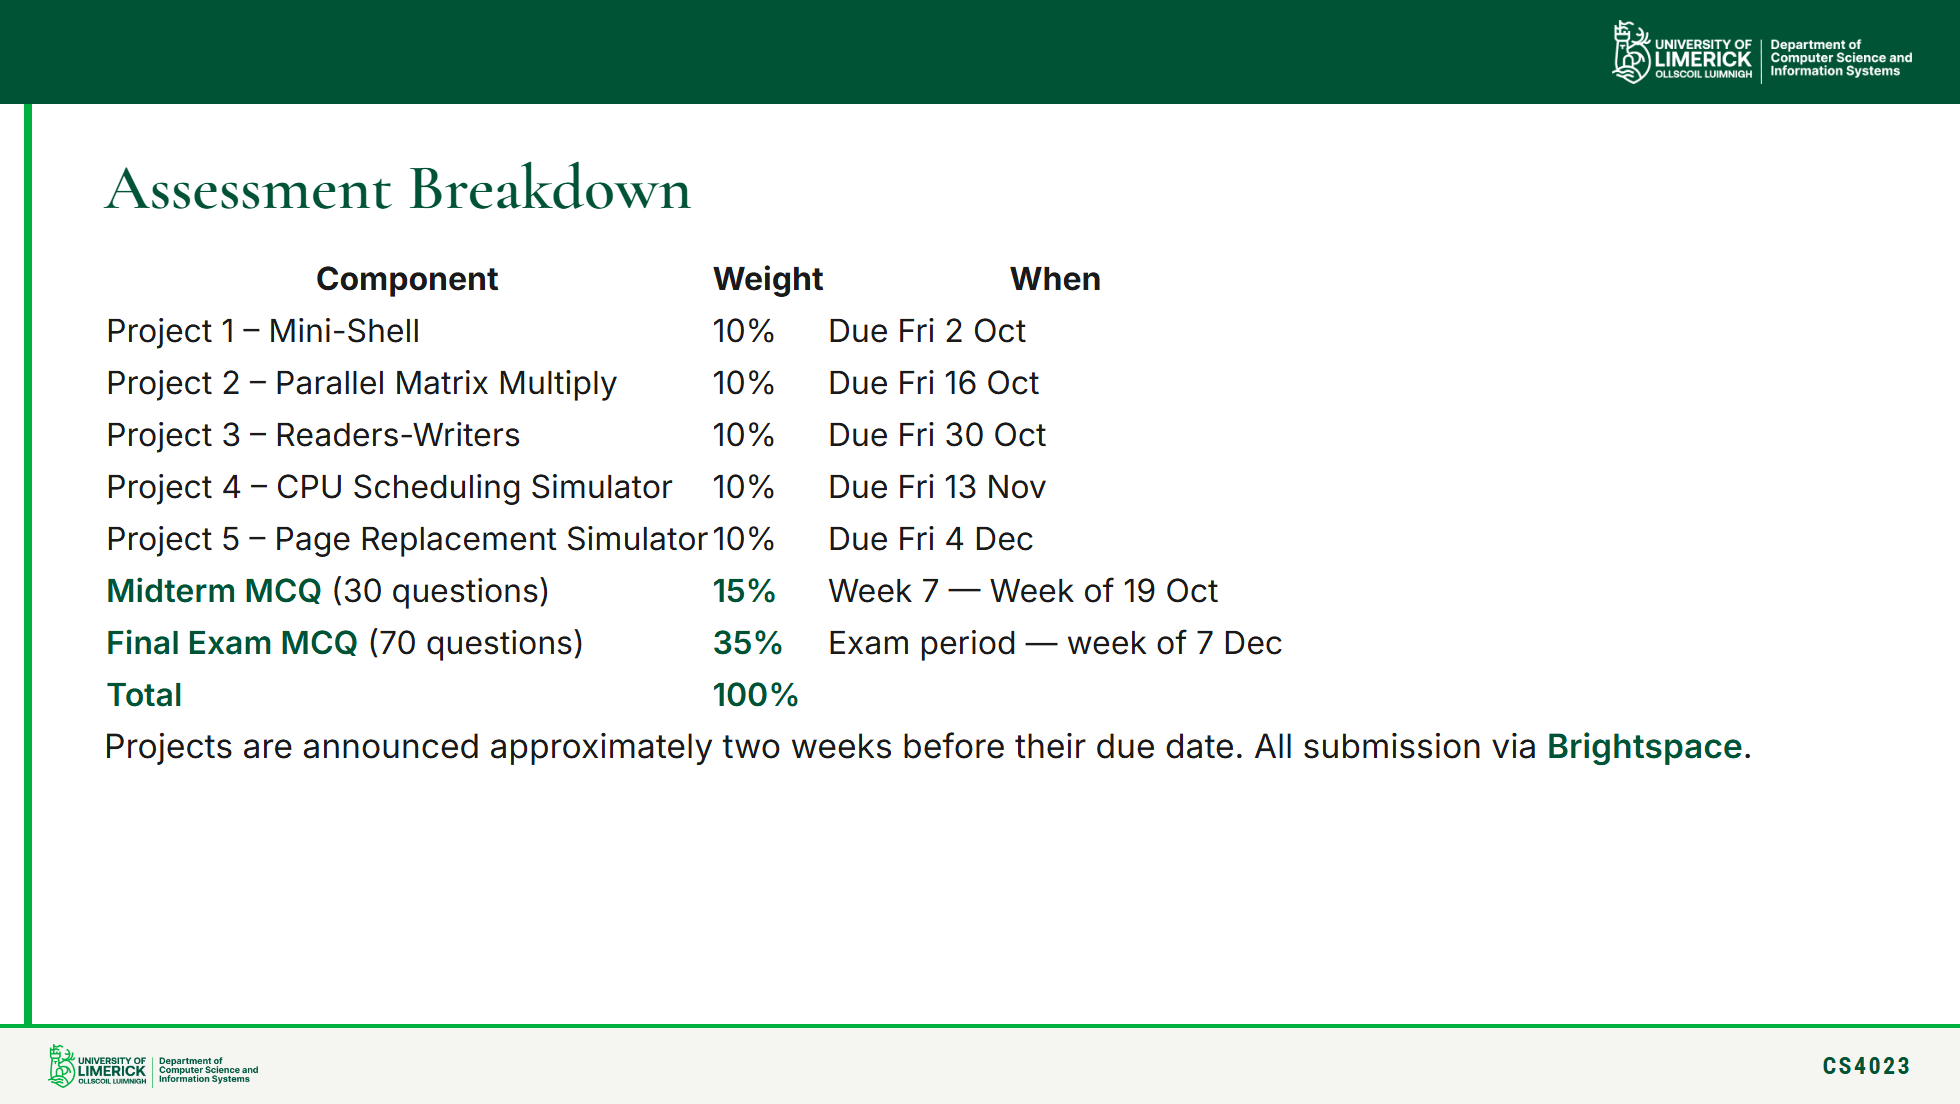 UNIVERSITY OF
LIMERICK
OLLSCOIL LUIMNIGH
Department of
Computer Science and
Information Systems
Assessment Breakdown
Component Weight When
Project 1 – Mini-Shell 10% Due Fri 2 Oct
Project 2 – Parallel Matrix Multiply 10% Due Fri 16 Oct
Project 3 – Readers-Writers 10% Due Fri 30 Oct
Project 4 – CPU Scheduling Simulator 10% Due Fri 13 Nov
Project 5 – Page Replacement Simulator 10% Due Fri 4 Dec
Midterm MCQ (30 questions) 15% Week 7 — Week of 19 Oct
Final Exam MCQ (70 questions) 35% Exam period — week of 7 Dec
Total 100%
Projects are announced approximately two weeks before their due date. All submission via Brightspace.
UNIVERSITY OF
LIMERICK
OLLSCOIL LUIMNIGH
Department of
Computer Science and
Information Systems
CS4023